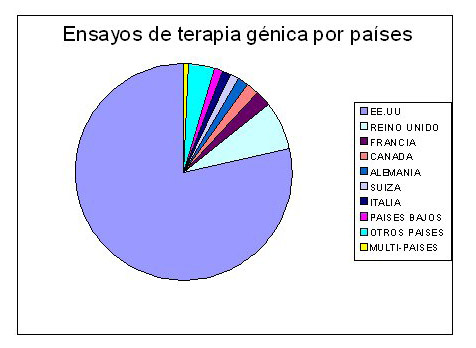 Ensayos de terapia génica por países
EE.UU
REINO UNIDO
FRANCIA
CANADA
ALEMANIA
SUIZA
ITALIA
PAISES BAJOS
OTROS PAISES
MULTI-PAISES